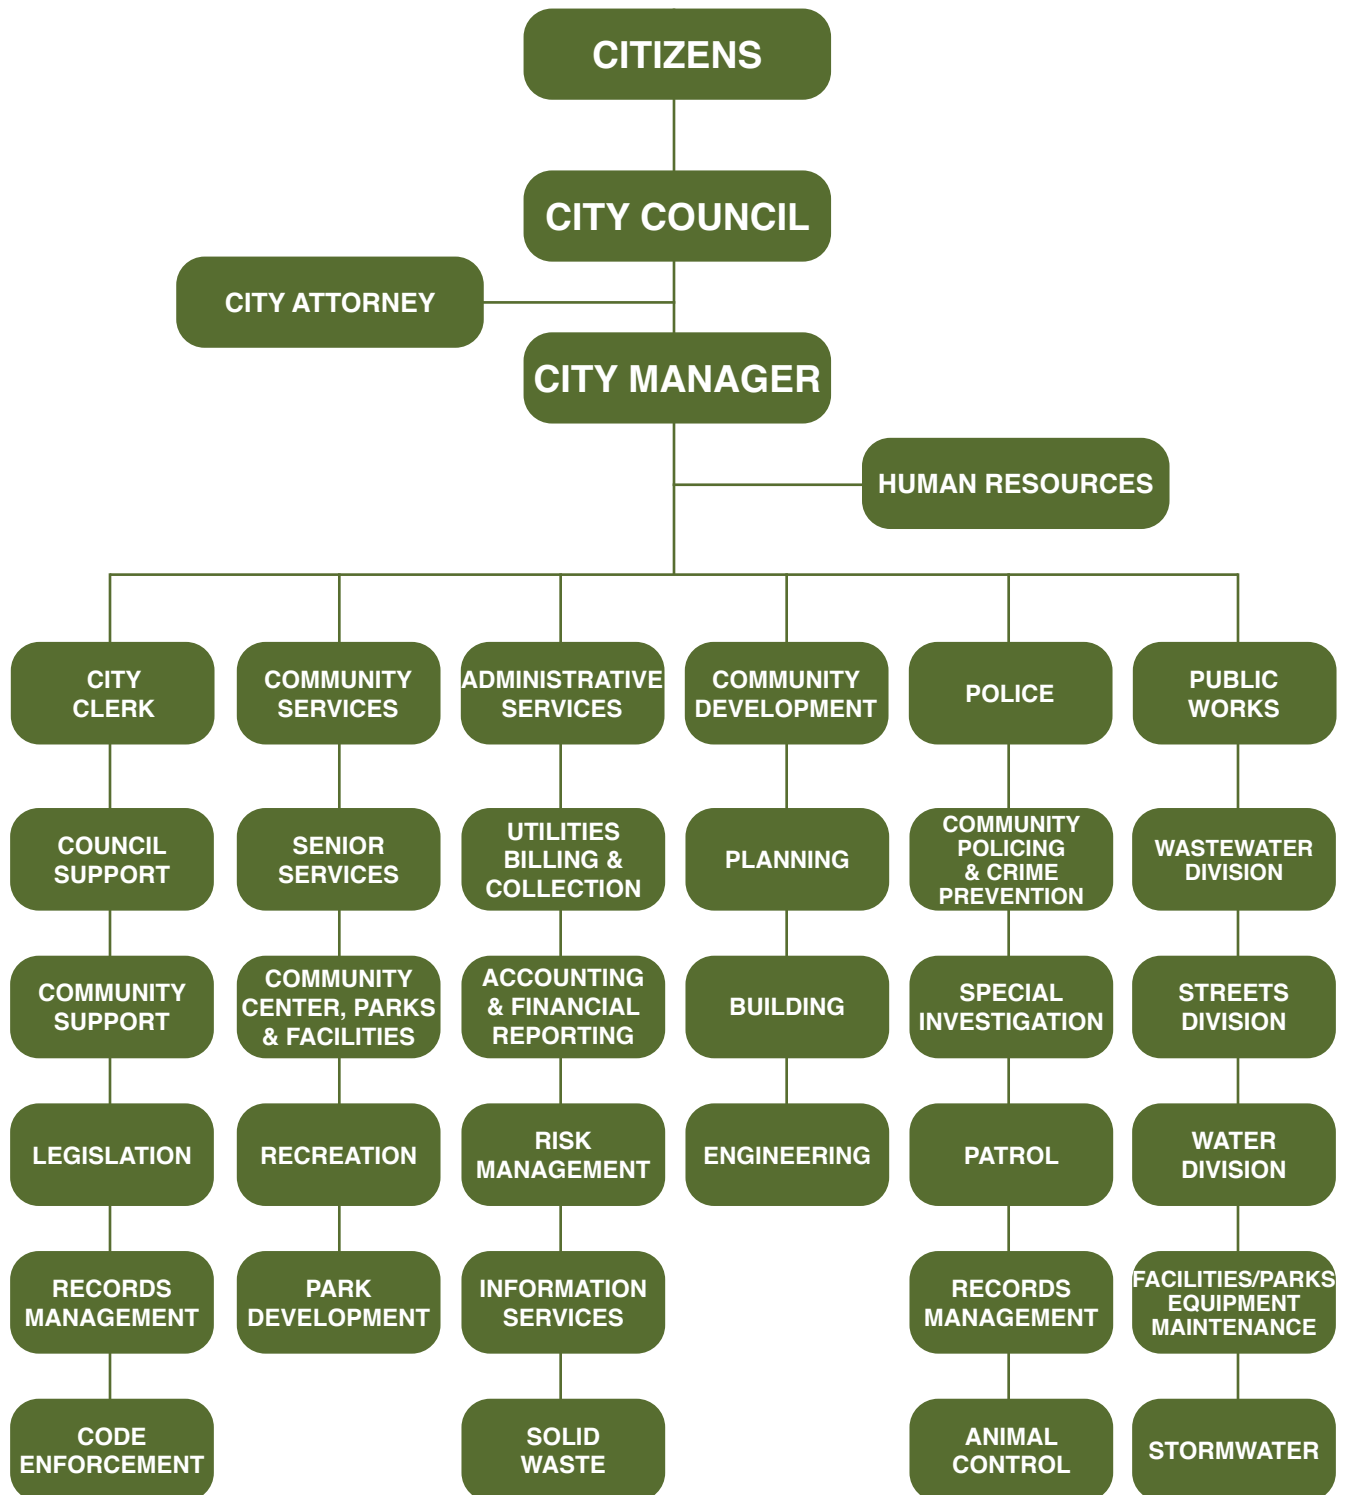 CITIZENS
CITY COUNCIL
CITY ATTORNEY
CITY MANAGER
HUMAN RESOURCES
CITY
CLERK
COMMUNITY
SERVICES
ADMINISTRATIVE
SERVICES
COMMUNITY
DEVELOPMENT
POLICE
PUBLIC
WORKS
COUNCIL
SUPPORT
SENIOR
SERVICES
UTILITIES
BILLING &
COLLECTION
PLANNING
COMMUNITY
POLICING
& CRIME
PREVENTION
WASTEWATER
DIVISION
COMMUNITY
SUPPORT
COMMUNITY
CENTER, PARKS
& FACILITIES
ACCOUNTING
& FINANCIAL
REPORTING
BUILDING
SPECIAL
INVESTIGATION
STREETS
DIVISION
LEGISLATION
RECREATION
RISK
MANAGEMENT
ENGINEERING
PATROL
WATER
DIVISION
RECORDS
MANAGEMENT
PARK
DEVELOPMENT
INFORMATION
SERVICES
RECORDS
MANAGEMENT
FACILITIES/PARKS
EQUIPMENT
MAINTENANCE
CODE
ENFORCEMENT
SOLID
WASTE
ANIMAL
CONTROL
STORMWATER